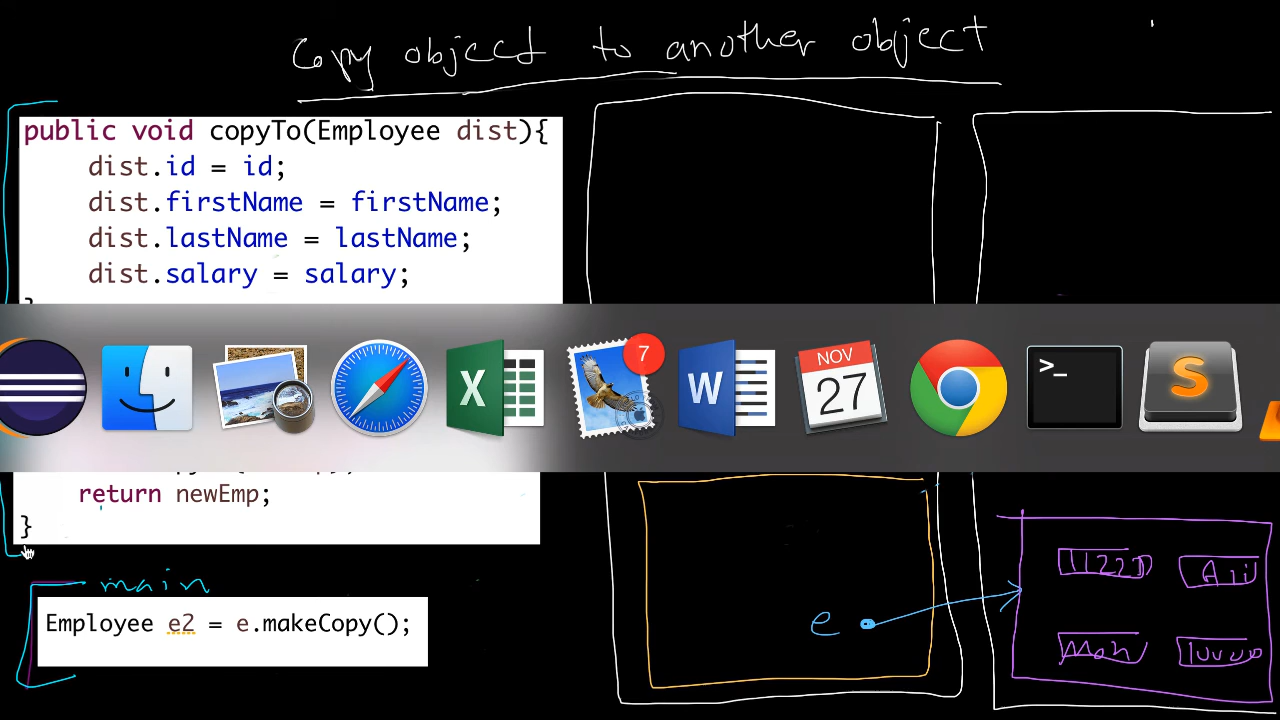 Copy object to another object
public void copyTo(Employee dist){
dist.id = id;
dist.firstName = firstName;
dist.lastName = lastName;
dist.salary = salary;
}
7
NOV
27
X
W
>_
S
return newEmp;
}
main
Employee e2 = e.makeCopy();
e
Ali